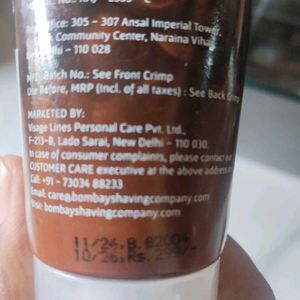 Office: 305 - 307 Ansal Imperial Tower,
Community Center, Naraina Vihar
- 110 028
Batch No.: See Front Crimp
Use Before, MRP (Incl. of all taxes) : See Back Crimp
MARKETED BY:
Visage Lines Personal Care Pvt. Ltd.,
F-213-B, Lado Sarai, New Delhi - 110 030.
In case of consumer complaints, please contact our
CUSTOMER CARE executive at the above
Call: +91 - 73034 88233
Email: care@bombayshavingcompany.com
Visit: bombayshavingcompany.com
11/24,B.B2004
10/26,Rs.